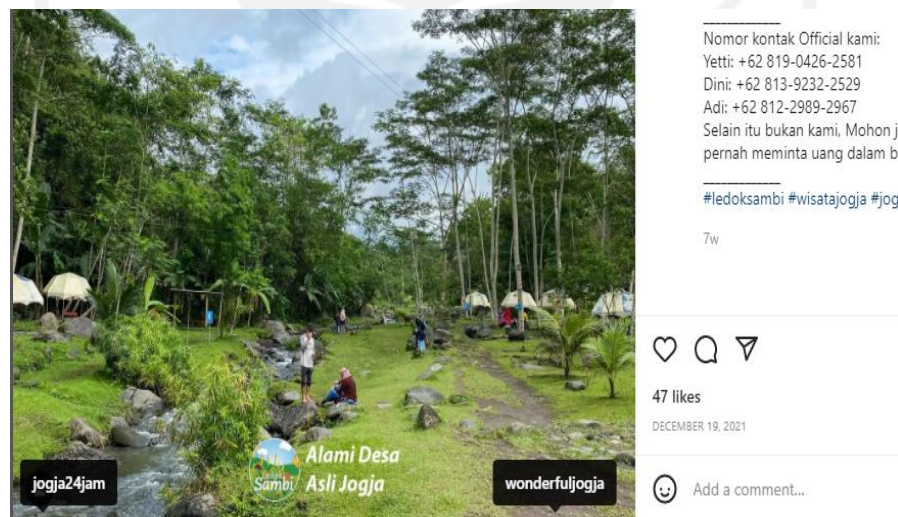 Nomor kontak Official kami:
Yetti: +62 819-0426-2581
Dini: +62 813-9232-2529
Adi: +62 812-2989-2967
Selain itu bukan kami, Mohon j
pernah meminta uang dalam b
#ledoksambi #wisatajogja #jog
7w
47 likes
DECEMBER 19, 2021
Add a comment...
Alami Desa
Sambi Asli Jogja
jogja24jam
wonderfuljogja